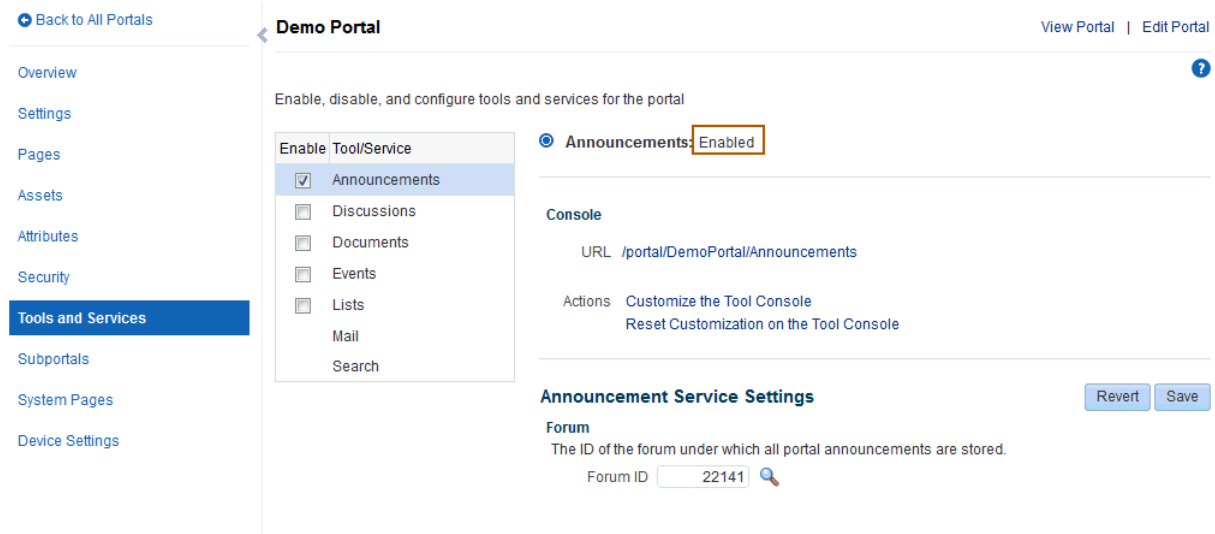 Back to All Portals
Overview
Settings
Pages
Assets
Attributes
Security
Tools and Services
Subportals
System Pages
Device Settings
Demo Portal
View Portal | Edit Portal
?
Enable, disable, and configure tools and services for the portal
Enable Tool/Service
Announcements
Discussions
Documents
Events
Lists
Mail
Search
Announcements: Enabled
Console
URL /portal/DemoPortal/Announcements
Actions Customize the Tool Console
Reset Customization on the Tool Console
Announcement Service Settings
Revert Save
Forum
The ID of the forum under which all portal announcements are stored.
Forum ID 22141